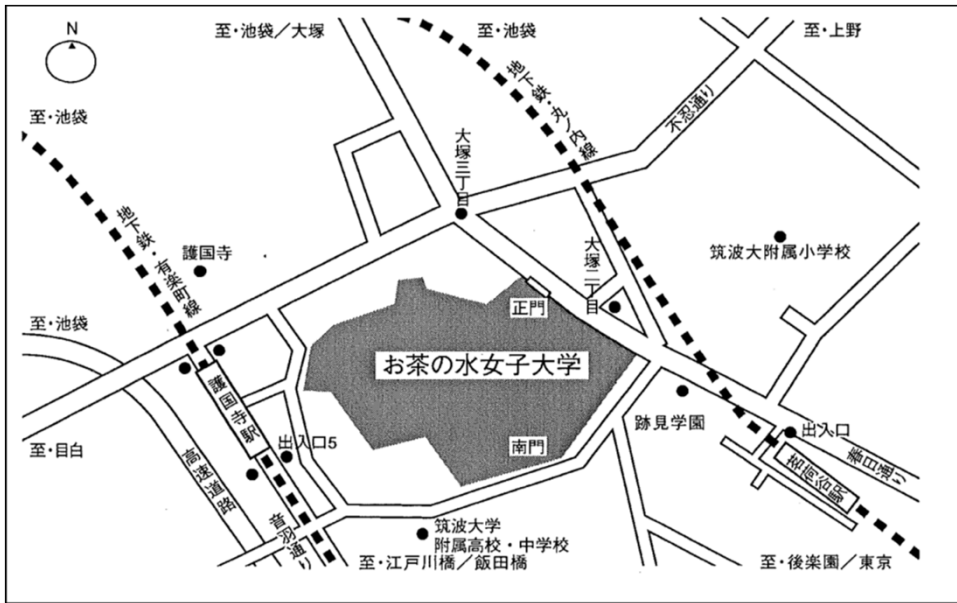 N
至・池袋／大塚
至・池袋
至・上野
至・池袋
地下鉄・丸ノ内線
不忍通り
大塚三丁目
地下鉄・有楽町線
護国寺
大塚二丁目
筑波大附属小学校
正門
至・池袋
お茶の水女子大学
護国寺駅
跡見学園
出入口
至・目白
出入口5
南門
春日通り
茗荷谷駅
高速道路
音羽通り
筑波大学
附属高校・中学校
至・江戸川橋／飯田橋
至・後楽園／東京